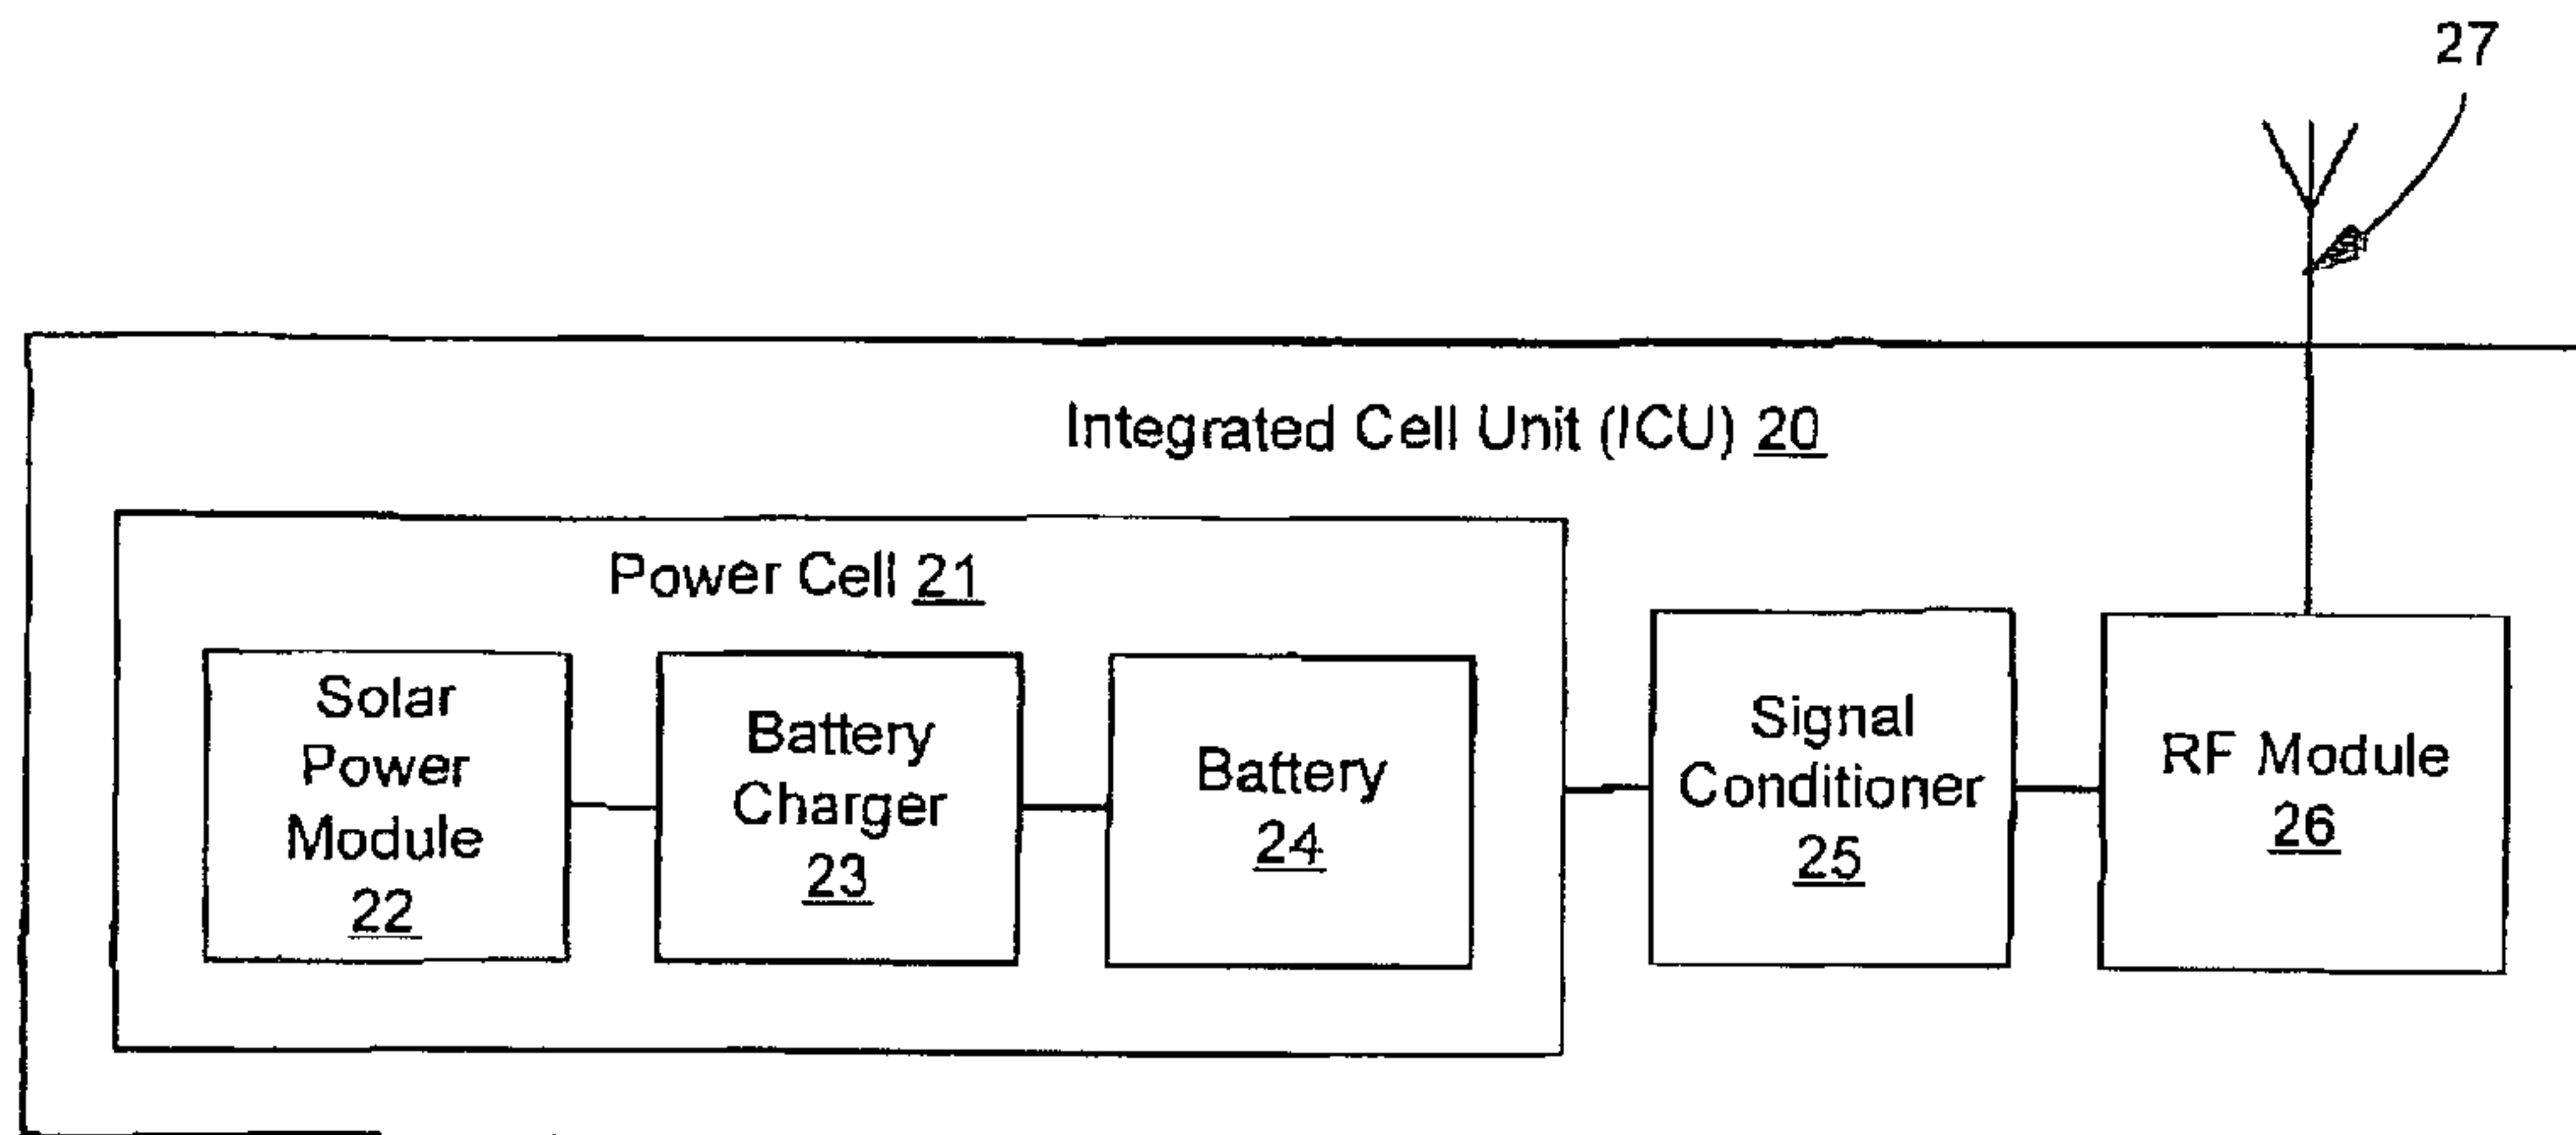 27
Integrated Cell Unit (ICU) 20
Power Cell 21
Solar
Power
Module
22
Battery
Charger
23
Battery
24
Signal
Conditioner
25
RF Module
26